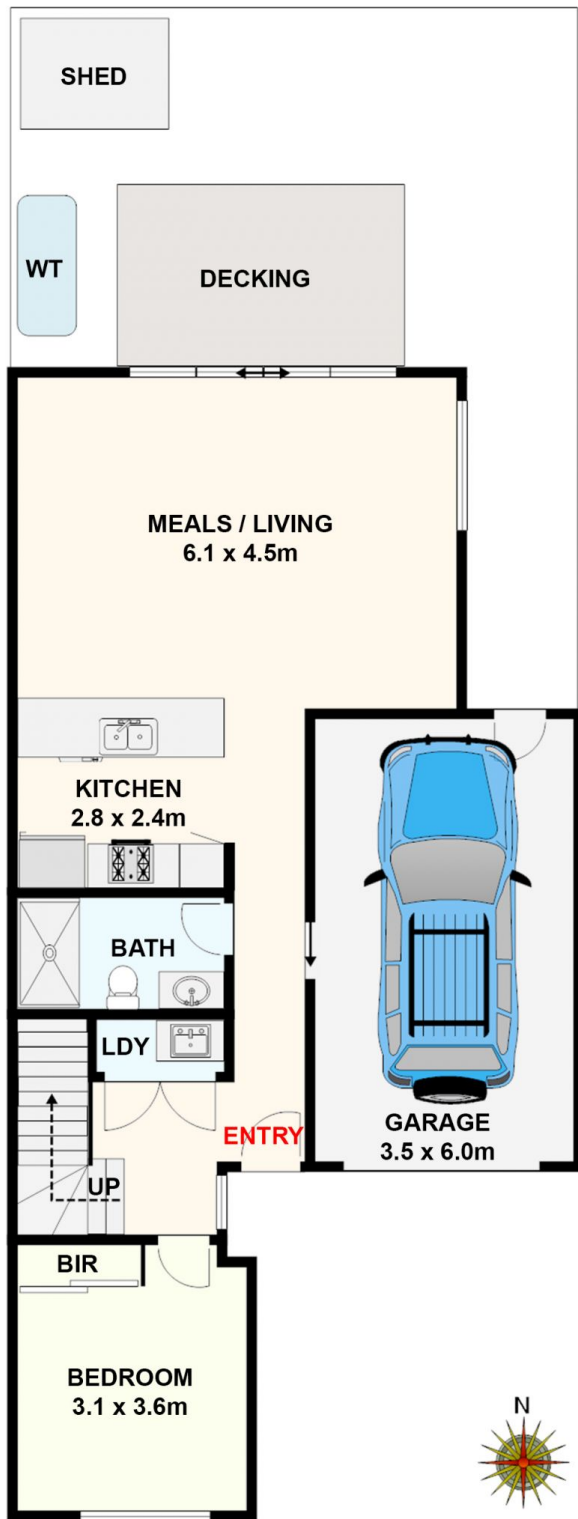 SHED
WT
DECKING
MEALS / LIVING
6.1 x 4.5m
KITCHEN
2.8 x 2.4m
BATH
LDY
ENTRY
GARAGE
3.5 x 6.0m
UP
BIR
BEDROOM
3.1 x 3.6m
N